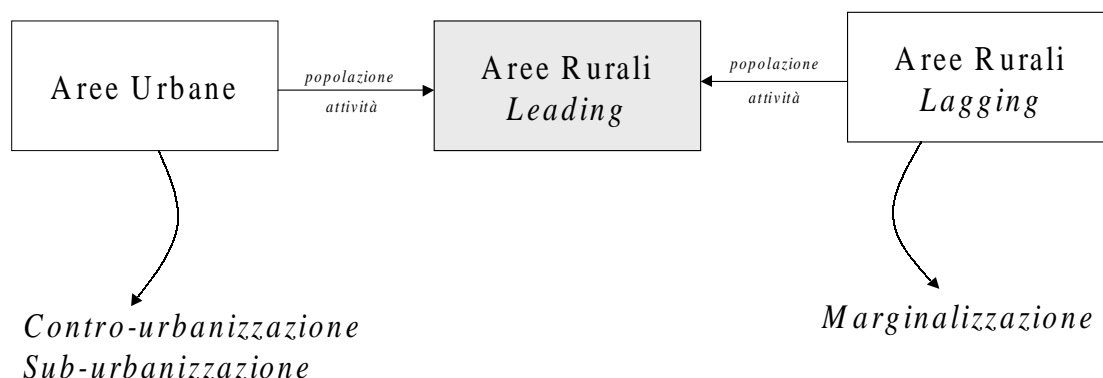 Aree Urbane
popolazione
attività
Aree Rurali
Leading
popolazione
attività
Aree Rurali
Lagging
Contro-urbanizzazione
Sub-urbanizzazione
Marginalizzazione